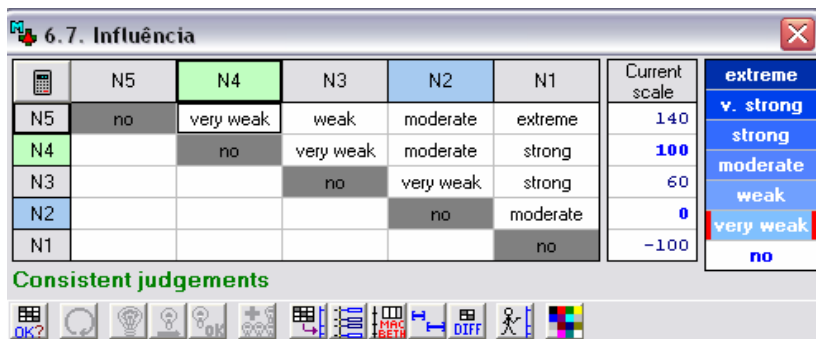 6.7. Influência
N5 N4 N3 N2 N1 Current scale extreme
N5 no very weak weak moderate extreme 140 v. strong
N4 no very weak moderate strong 100 strong
N3 no very weak strong 60 moderate
N2 no moderate 0 weak
N1 no -100 very weak
no
Consistent judgements
OK? OK MAC BETH DIFF